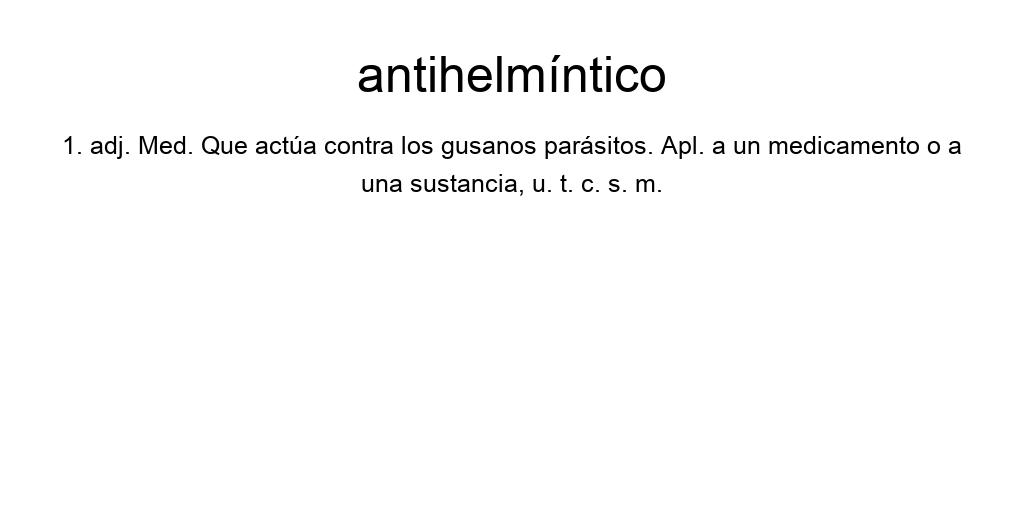 antihelmíntico
1. adj. Med. Que actúa contra los gusanos parásitos. Apl. a un medicamento o a
una sustancia, u. t. c. s. m.